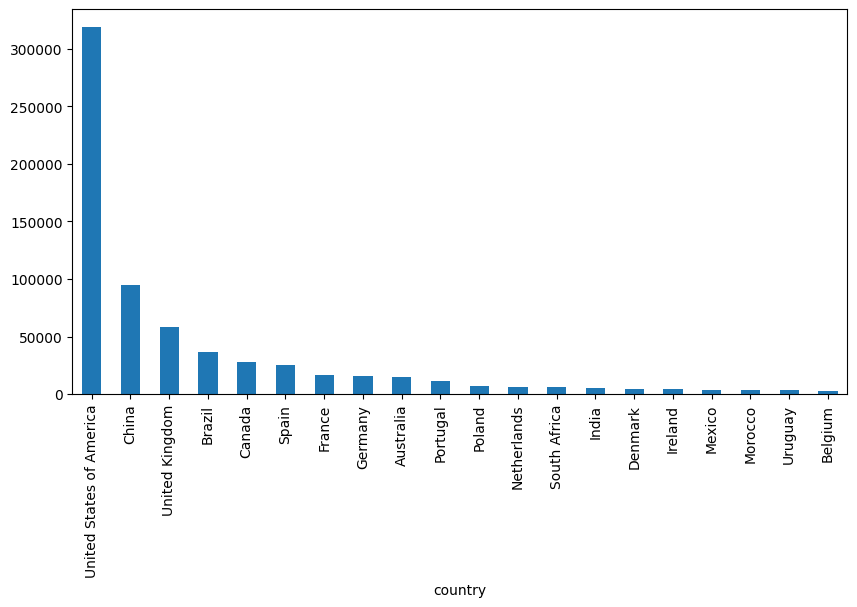 300000
250000
200000
150000
100000
50000
0
United States of America
China
United Kingdom
Brazil
Canada
Spain
France
Germany
Australia
Portugal
Poland
Netherlands
South Africa
India
Denmark
Ireland
Mexico
Morocco
Uruguay
Belgium
country